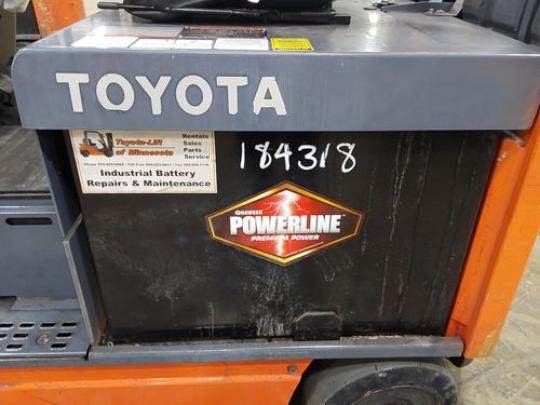 TOYOTA
Toyota-Lift
of Minnesota
Rentals
Sales
Parts
Service
Industrial Battery
Repairs & Maintenance
184318
POWERLINE
PREMIUM POWER